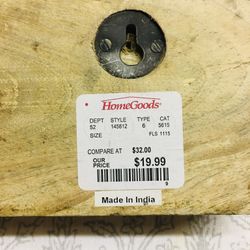 HomeGoods
DEPT STYLE TYPE CAT
52 145612 6 5615
SIZE FLS 1115
COMPARE AT $32.00
OUR PRICE $19.99
9
Made In India